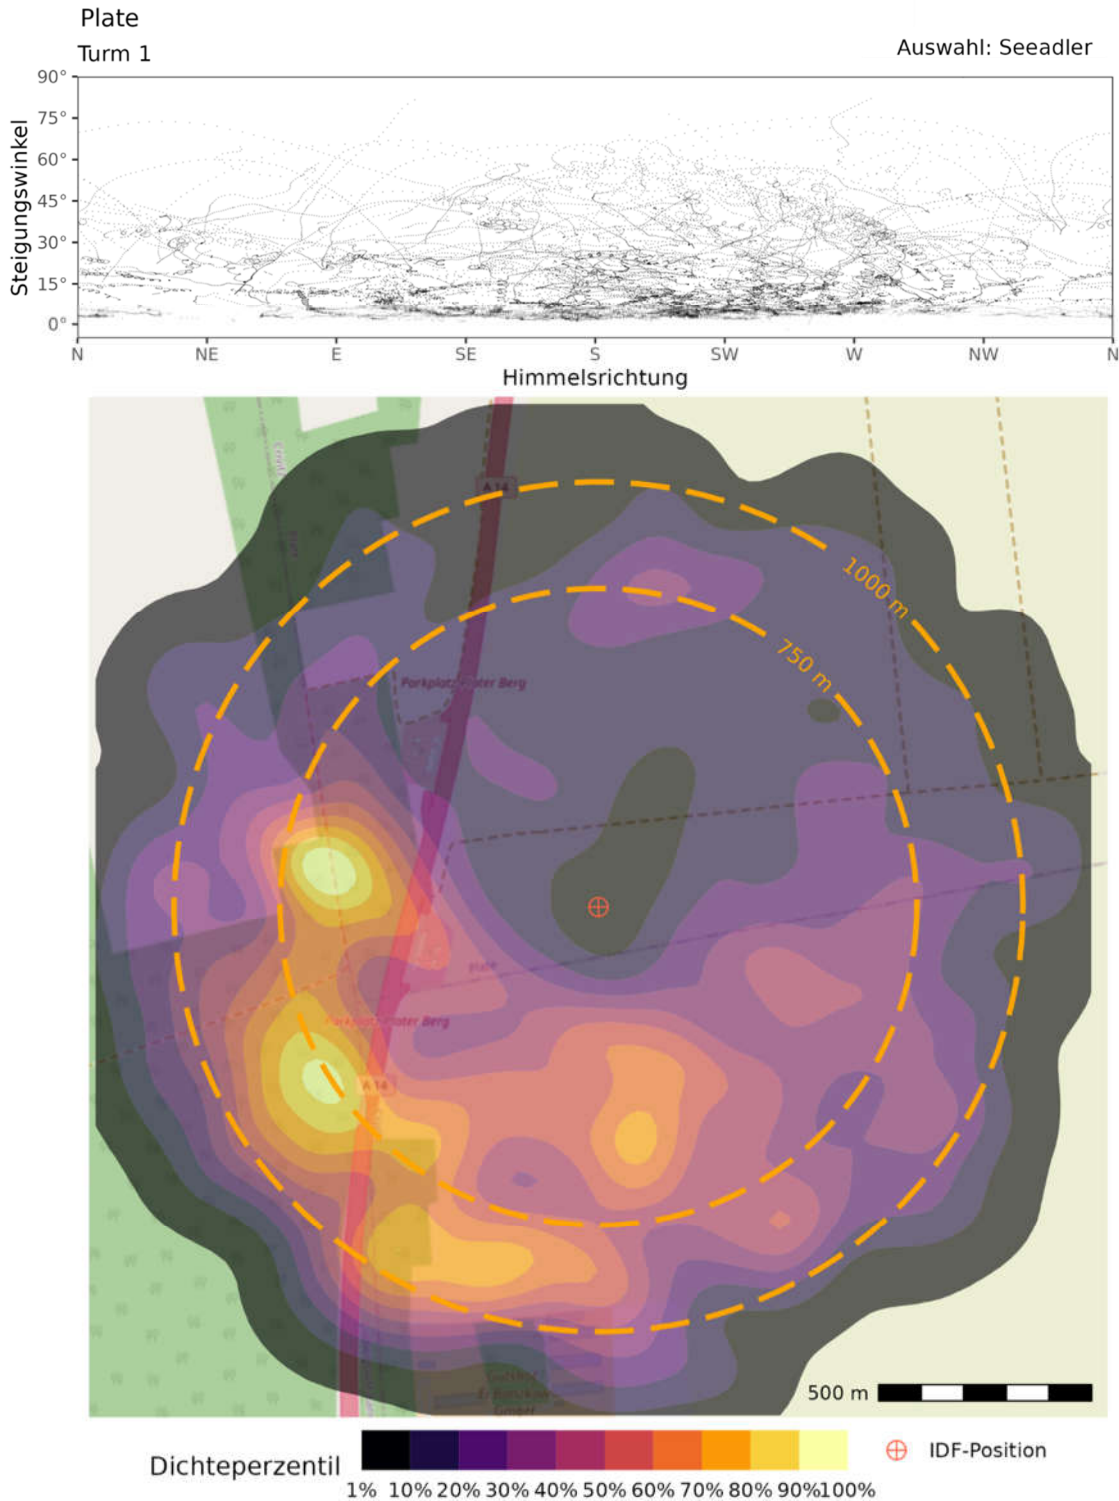 Plate
Turm 1
Auswahl: Seeadler
Steigungswinkel
90°
75°
60°
45°
30°
15°
0°
N NE E SE S SW W NW N
Himmelsrichtung
A 14
1000 m
750 m
Plate
A 14
500 m
Dichteperzentil
1% 10% 20% 30% 40% 50% 60% 70% 80% 90% 100%
IDF-Position